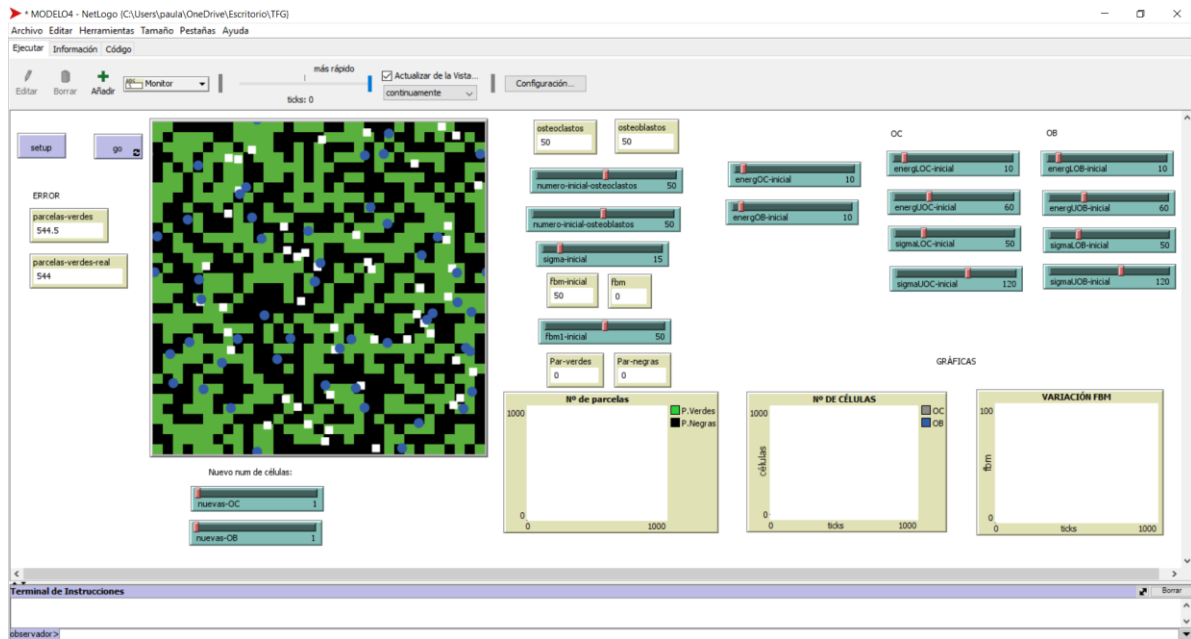 * MODELO4 - NetLogo (C:\Users\paula\OneDrive\Escritorio\TFG)
Archivo Editar Herramientas Tamaño Pestañas Ayuda
Ejecutar Información Código
Editar Borrar Añadir
Monitor
más rápido
ticks: 0
Actualizar de la Vista...
continuamente
Configuración...
setup
go
ERROR
parcelas-verdes
544.5
parcelas-verdes-real
544
Nuevo num de células:
nuevas-OC 1
nuevas-OB 1
osteoclastos
50
osteoblastos
50
numero-inicial-osteoclastos 50
numero-inicial-osteoblastos 50
sigma-inicial 15
fbm-inicial
50
fbm
0
fbm1-inicial 50
Par-verdes
0
Par-negras
0
energOC-inicial 10
energOB-inicial 10
OC
energLOC-inicial 10
energUOC-inicial 60
sigmaLOC-inicial 50
sigmaUOC-inicial 120
OB
energLOB-inicial 10
energUOB-inicial 60
sigmaLOB-inicial 50
sigmaUOB-inicial 120
GRÁFICAS
Nº de parcelas
1000
0
0
1000
P.Verdes
P.Negras
Nº DE CÉLULAS
1000
células
0
0
ticks
1000
OC
OB
VARIACIÓN FBM
100
fbm
0
0
ticks
1000
Terminal de Instrucciones
Borrar
observador>